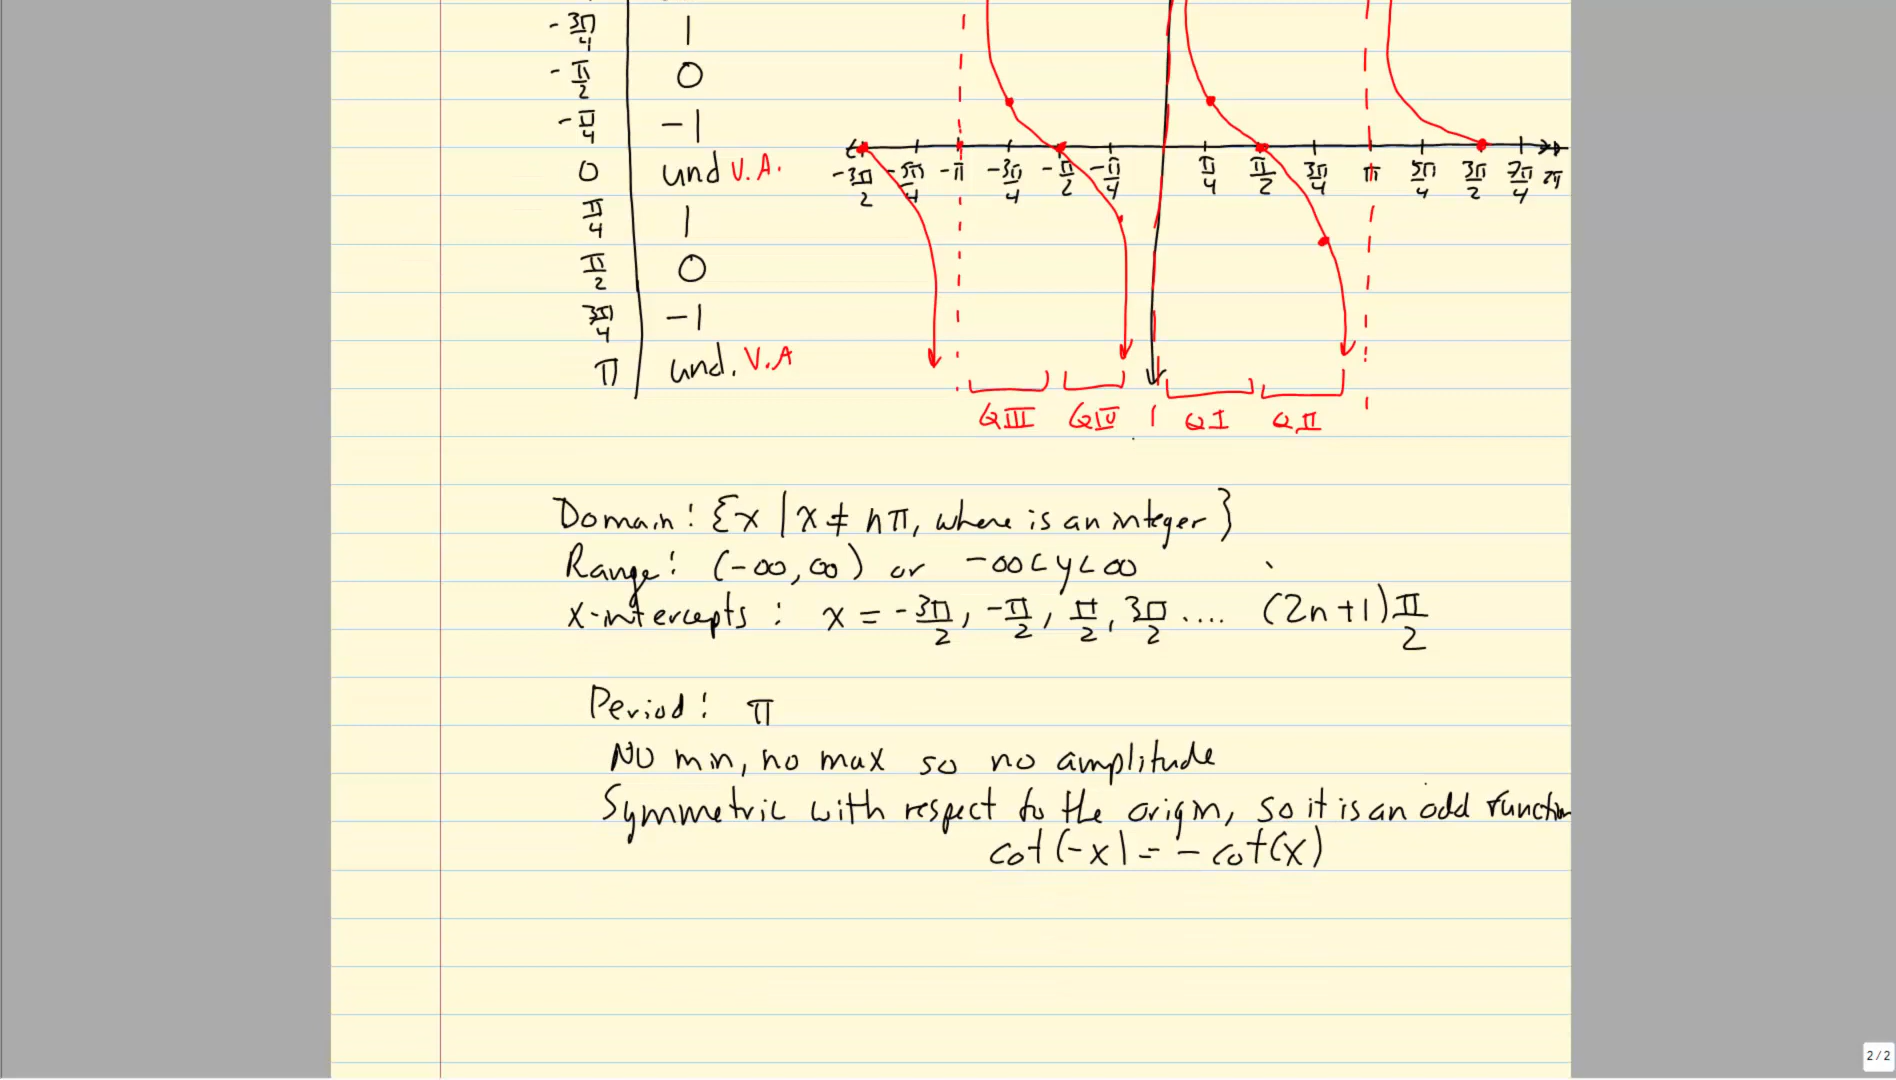 -3π/4 1
-π/2 0
-π/4 -1
0 und V.A.
π/4 1
π/2 0
3π/4 -1
π und. V.A
-3π/2 -5π/4 -π -3π/4 -π/2 -π/4 π/4 π/2 3π/4 π 5π/4 3π/2 7π/4 2π
QIII QIV QI QII
Domain: {x | x ≠ nπ, where is an integer}
Range: (-∞, ∞) or -∞<y<∞
x-intercepts: x = -3π/2, -π/2, π/2, 3π/2 .... (2n+1)π/2
Period: π
No min, no max so no amplitude
Symmetric with respect to the origin, so it is an odd function
cot(-x) = -cot(x)
2/2